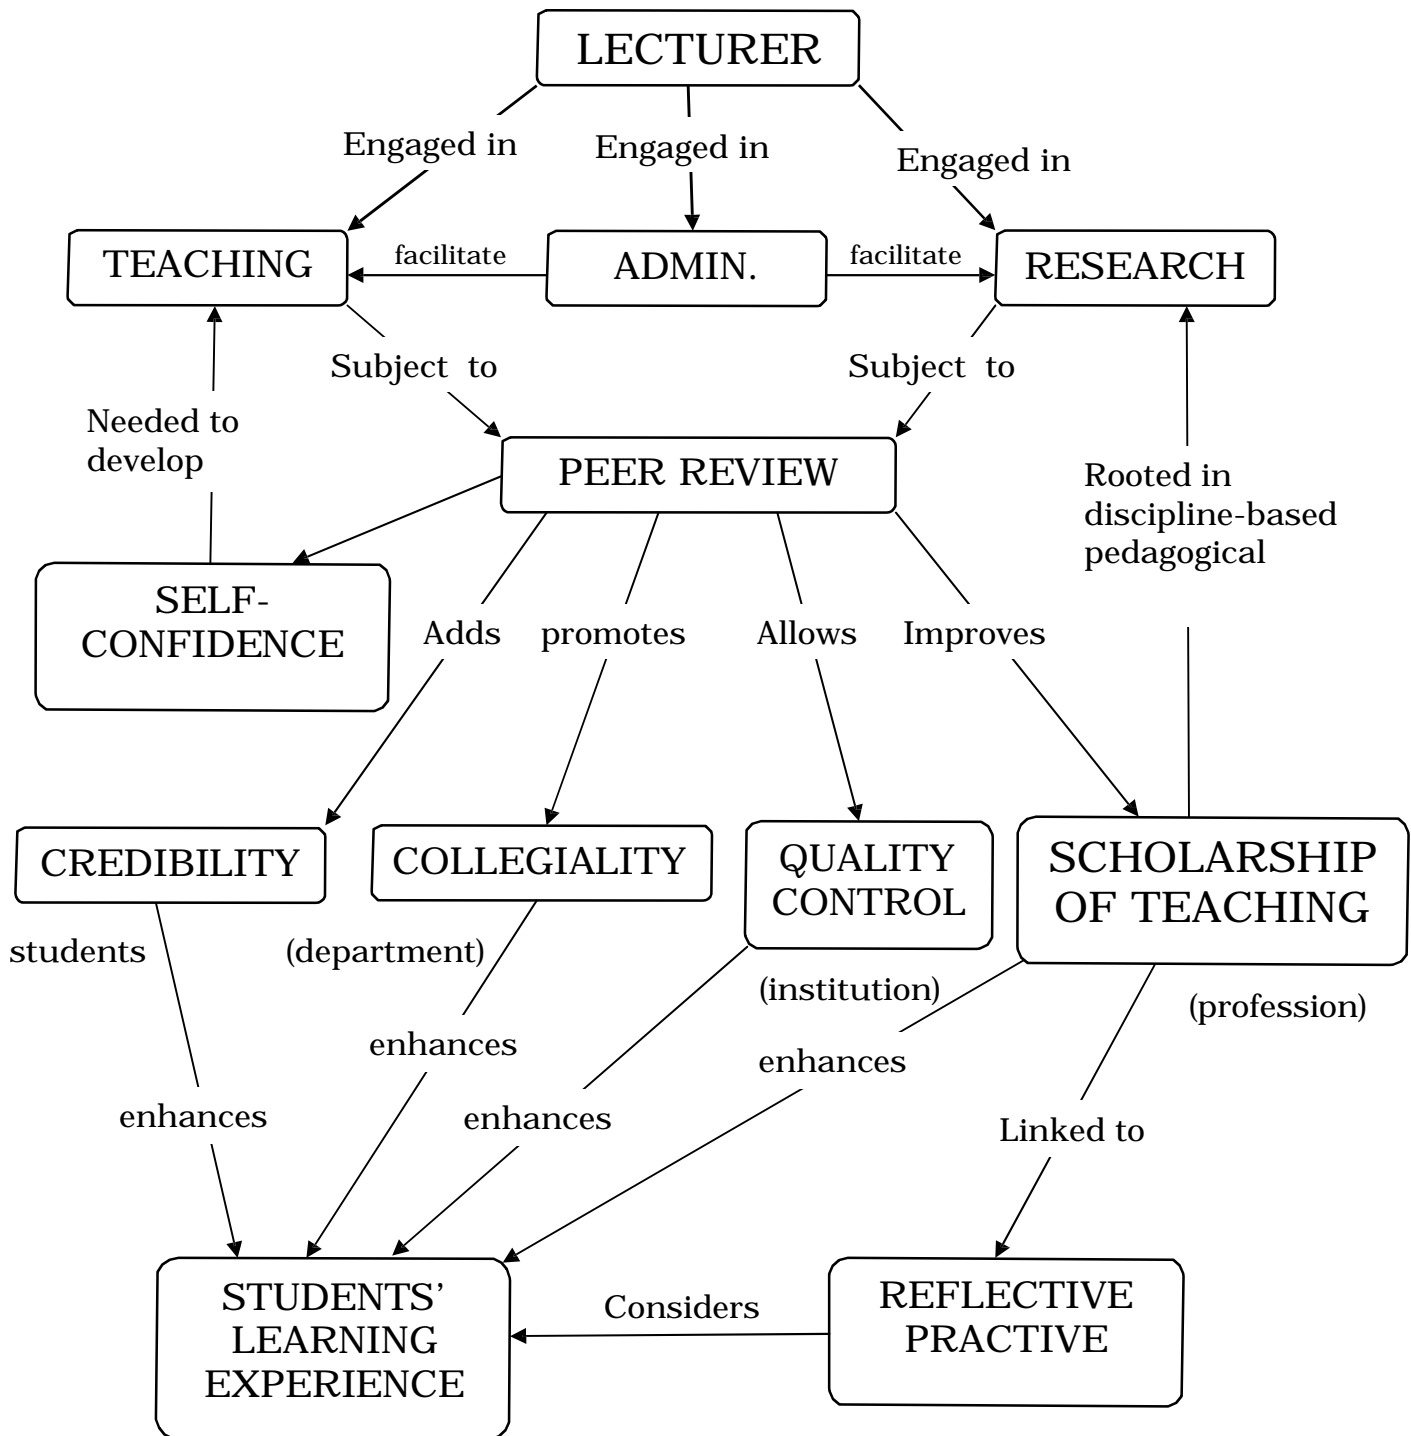 LECTURER
Engaged in
Engaged in
Engaged in
TEACHING
facilitate
ADMIN.
facilitate
RESEARCH
Subject to
Subject to
Needed to
develop
PEER REVIEW
Rooted in
discipline-based
pedagogical
SELF-
CONFIDENCE
Adds
promotes
Allows
Improves
CREDIBILITY
COLLEGIALITY
QUALITY
CONTROL
SCHOLARSHIP
OF TEACHING
students
(department)
(institution)
(profession)
enhances
enhances
enhances
enhances
Linked to
STUDENTS’
LEARNING
EXPERIENCE
Considers
REFLECTIVE
PRACTIVE